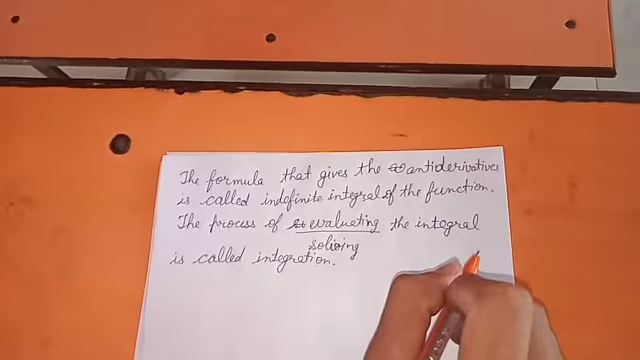 The formula that gives the antiderivatives
is called indefinite integral of the function.
The process of evaluating the integral
solving
is called integration.